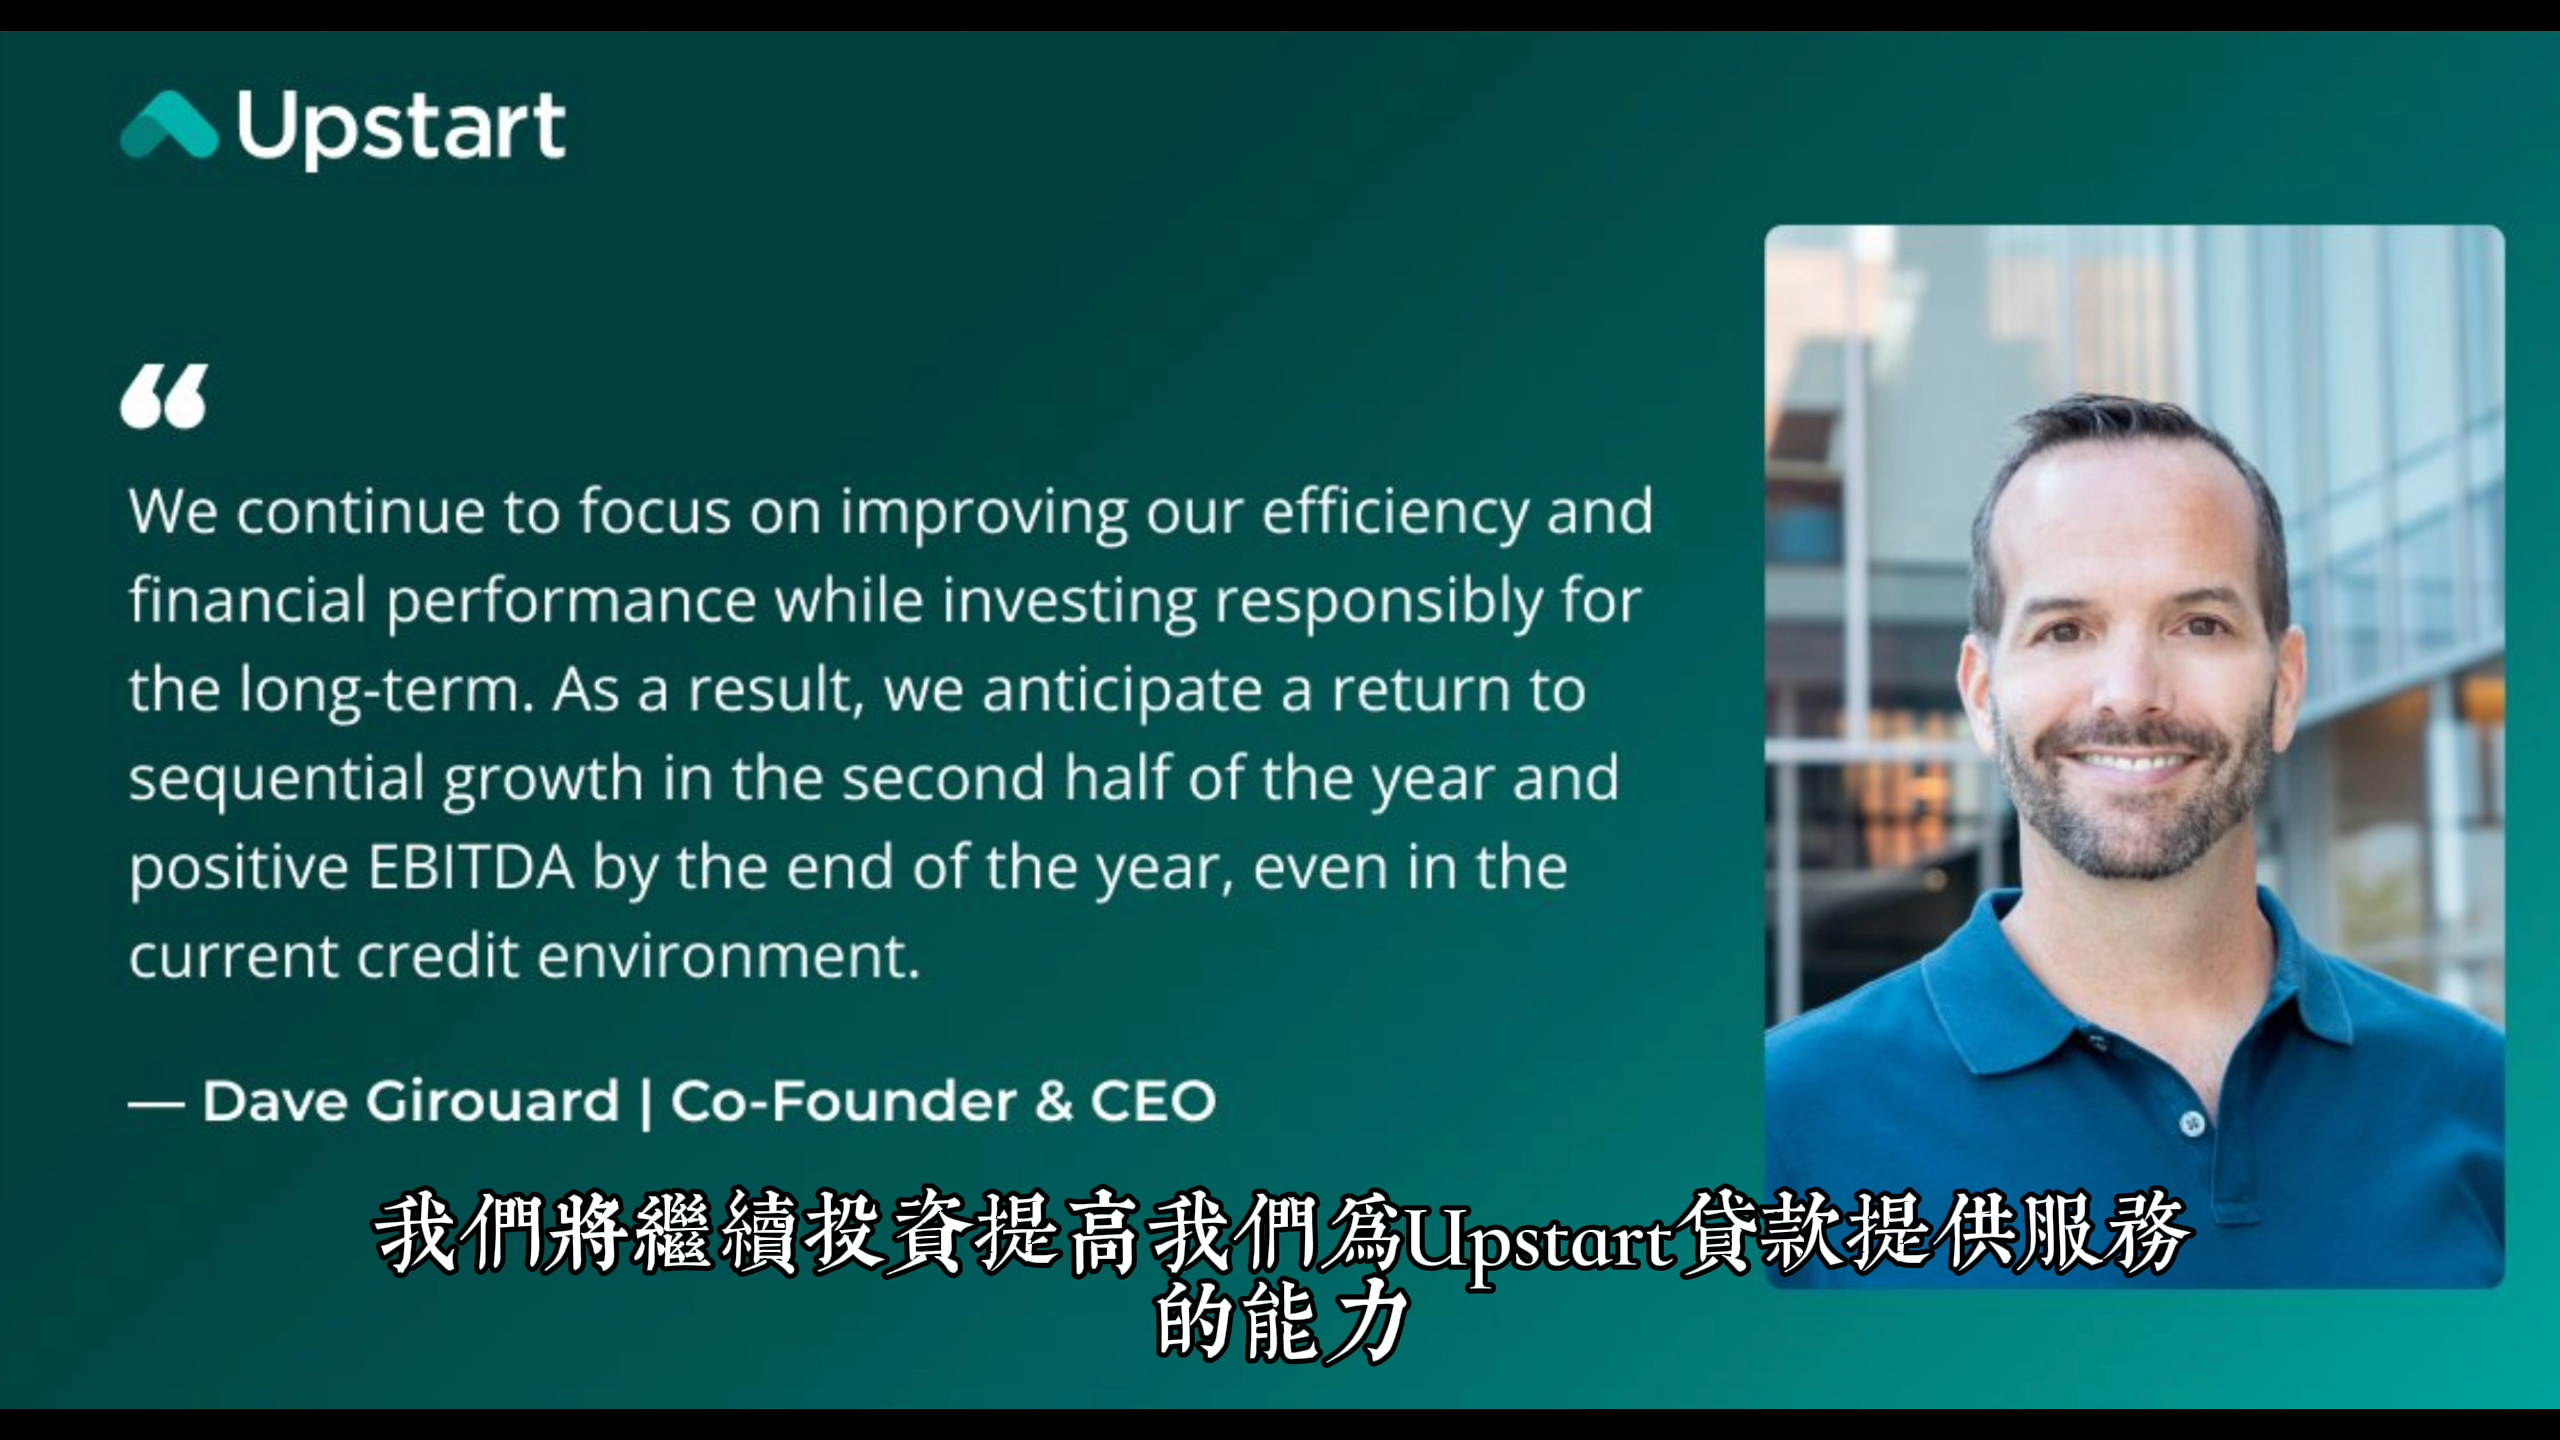 Upstart
“
We continue to focus on improving our efficiency and
financial performance while investing responsibly for
the long-term. As a result, we anticipate a return to
sequential growth in the second half of the year and
positive EBITDA by the end of the year, even in the
current credit environment.
— Dave Girouard | Co-Founder & CEO
我們將繼續投資提高我們爲Upstart貸款提供服務
的能力